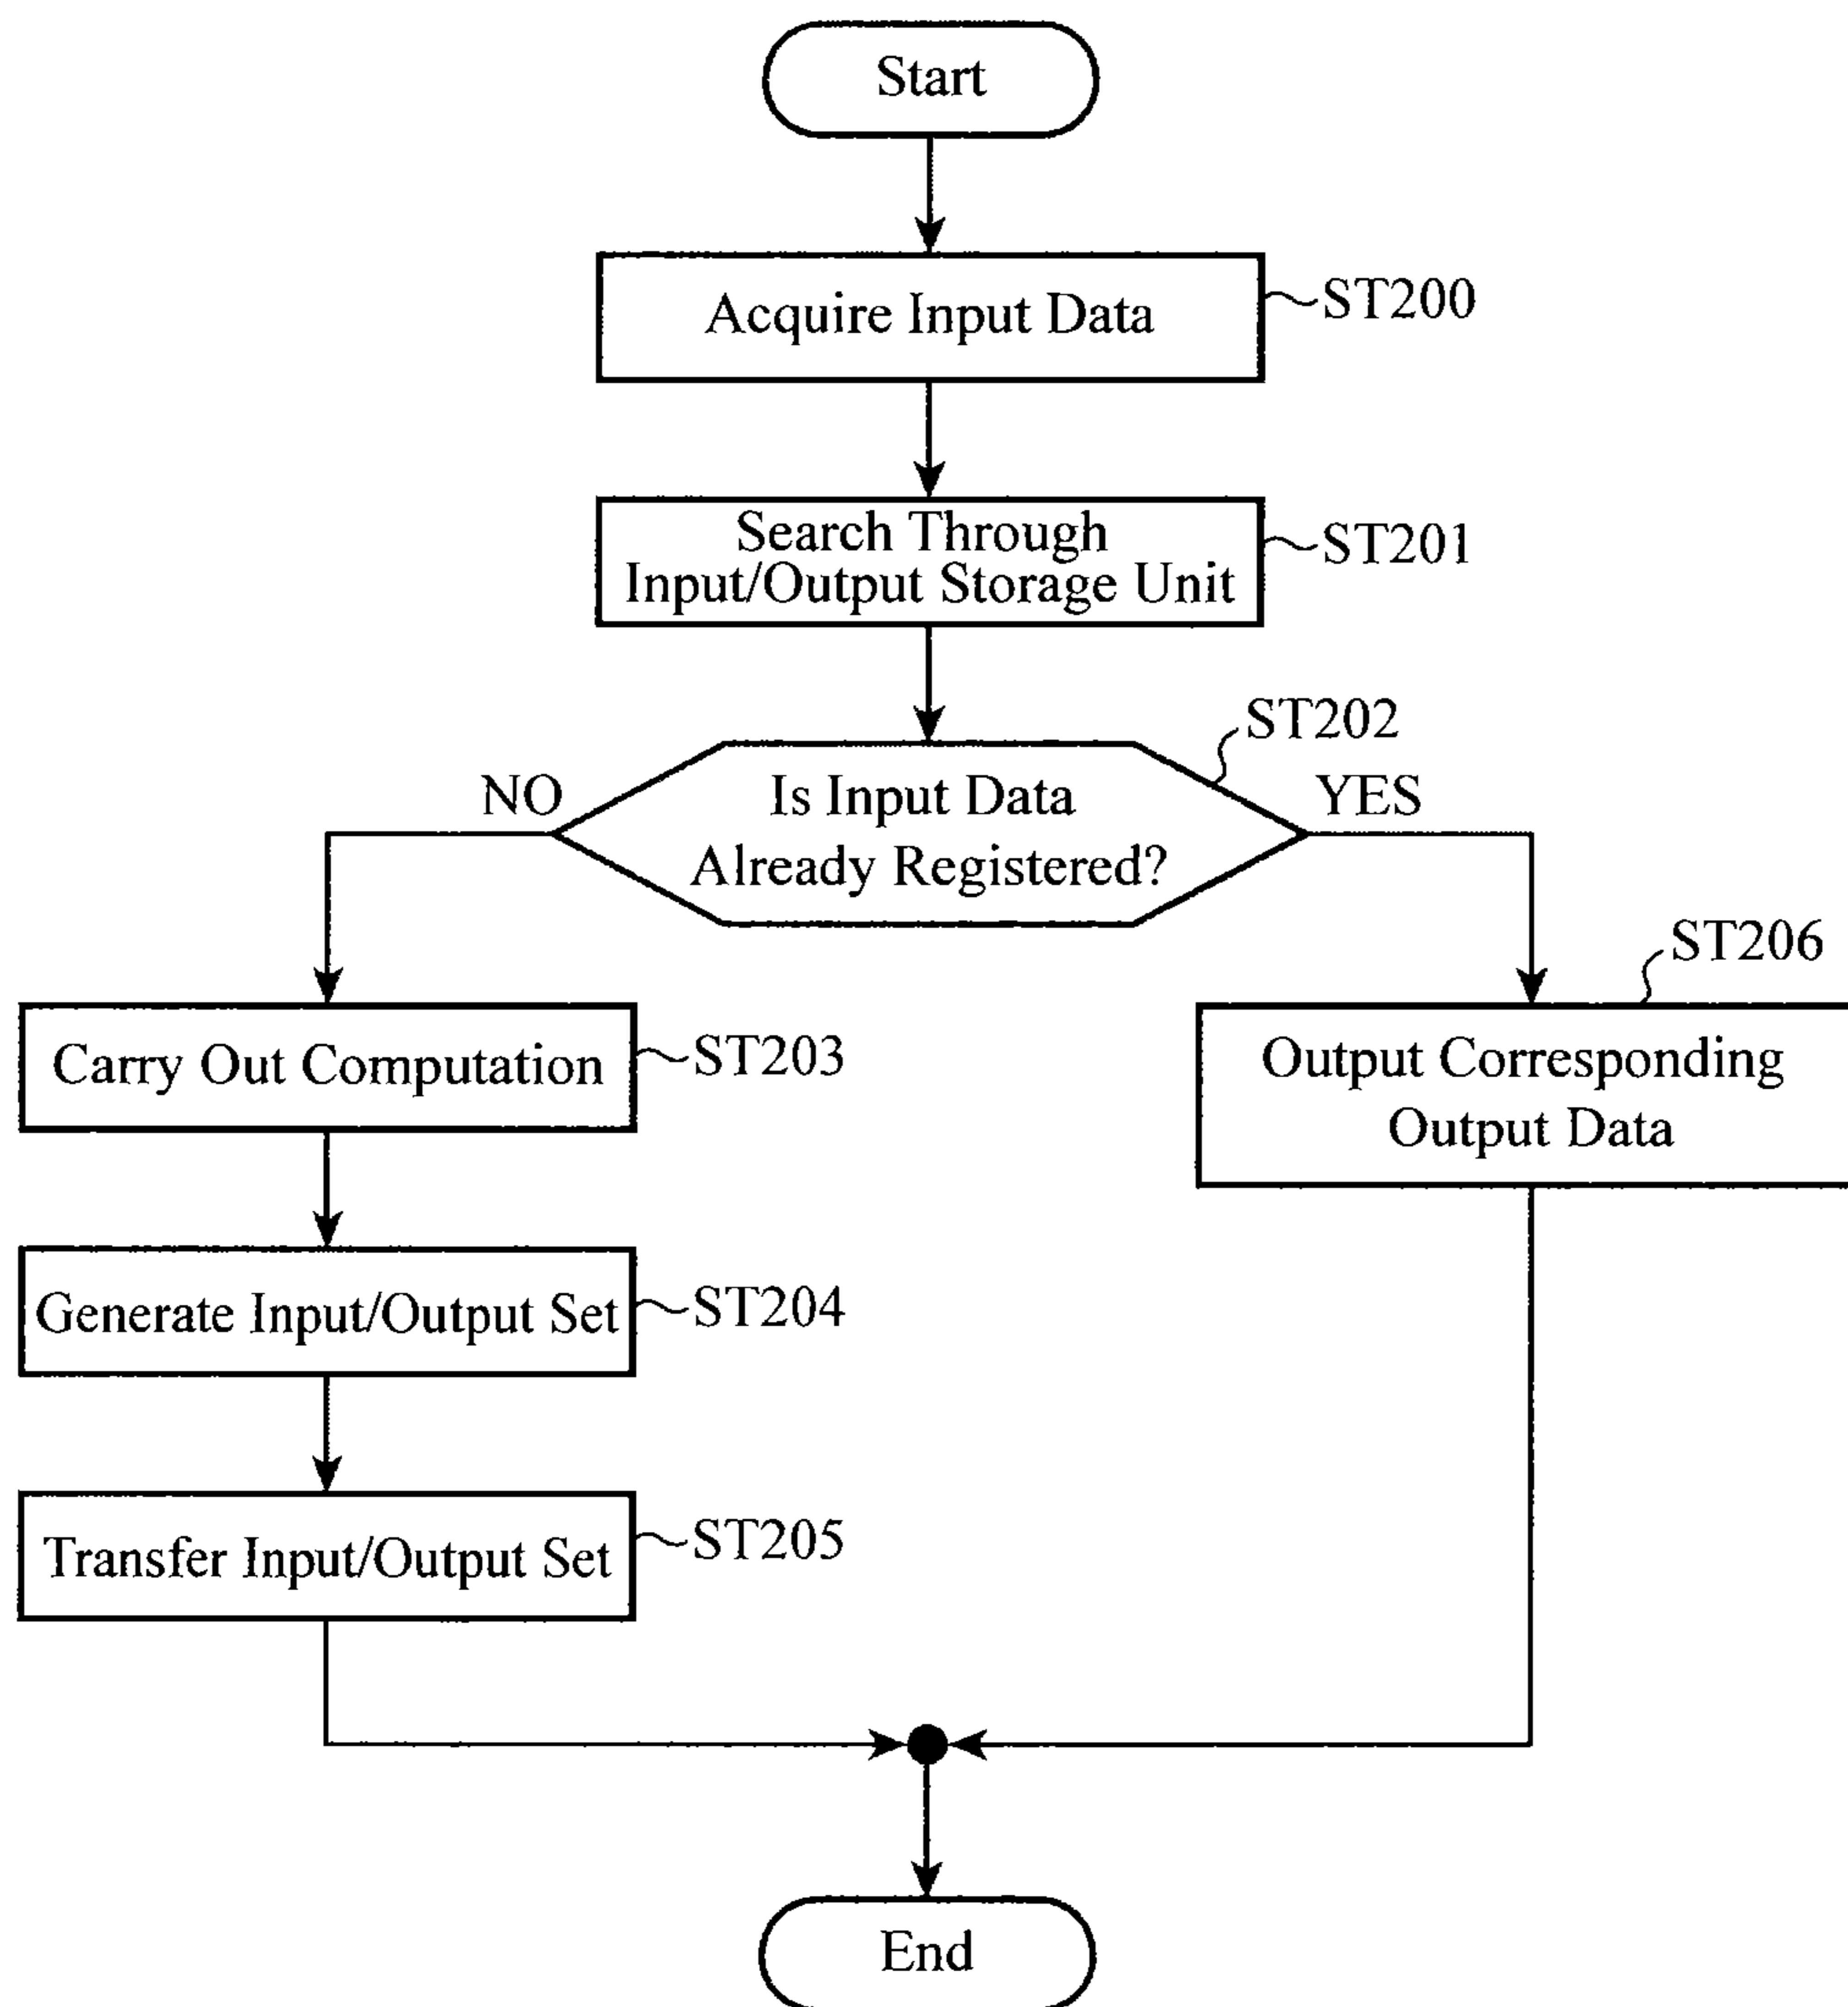 Start
Acquire Input Data
ST200
Search Through
Input/Output Storage Unit
ST201
ST202
NO
Is Input Data
Already Registered?
YES
ST206
Carry Out Computation
ST203
Output Corresponding
Output Data
Generate Input/Output Set
ST204
Transfer Input/Output Set
ST205
End